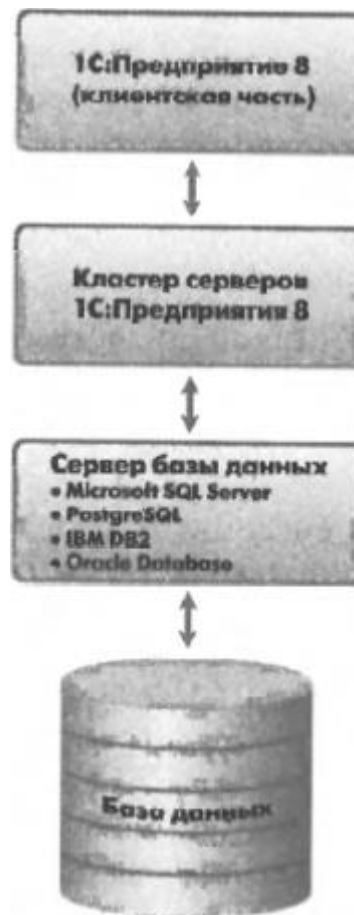 1С:Предприятие 8
(клиентская часть)
Кластер серверов
1С:Предприятия 8
Сервер базы данных
• Microsoft SQL Server
• PostgreSQL
• IBM DB2
• Oracle Database
База данных